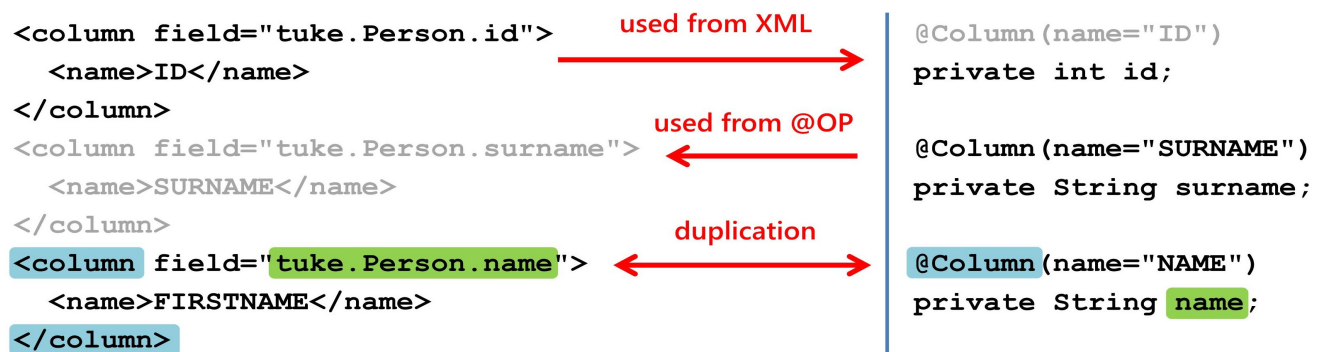 <column field="tuke.Person.id"> used from XML @Column(name="ID")
<name>ID</name> private int id;
</column>
<column field="tuke.Person.surname"> used from @OP @Column(name="SURNAME")
<name>SURNAME</name> private String surname;
</column>
<column field="tuke.Person.name"> duplication @Column(name="NAME")
<name>FIRSTNAME</name> private String name;
</column>